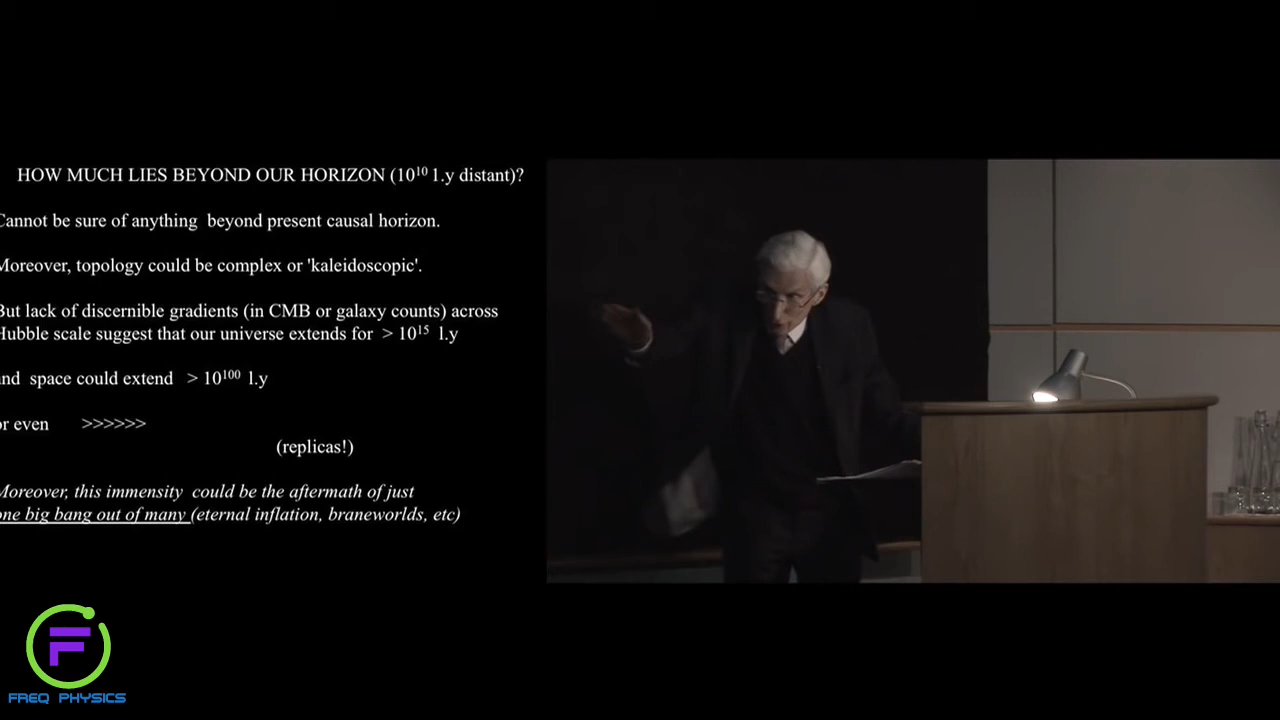 HOW MUCH LIES BEYOND OUR HORIZON (10¹⁰ l.y distant)?
Cannot be sure of anything beyond present causal horizon.
Moreover, topology could be complex or 'kaleidoscopic'.
But lack of discernible gradients (in CMB or galaxy counts) across
Hubble scale suggest that our universe extends for > 10¹⁵ l.y
and space could extend > 10¹⁰⁰ l.y
or even >>>>>>
(replicas!)
Moreover, this immensity could be the aftermath of just
one big bang out of many (eternal inflation, braneworlds, etc)
F
FREQ PHYSICS